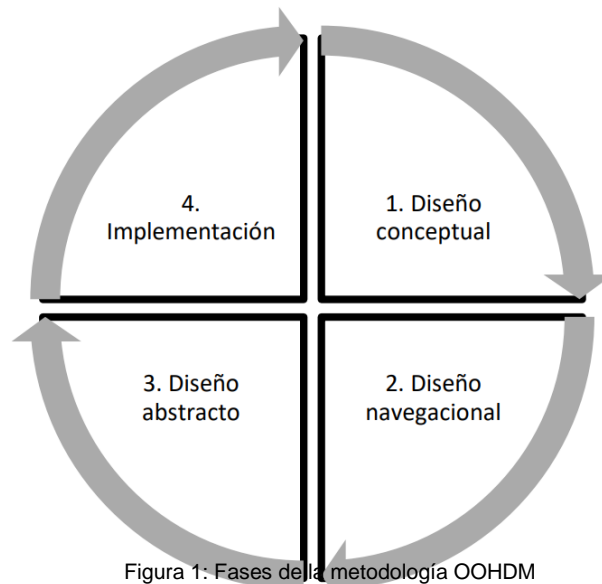 4.
Implementación
1. Diseño
conceptual
3. Diseño
abstracto
2. Diseño
navegacional
Figura 1: Fases de la metodología OOHDM